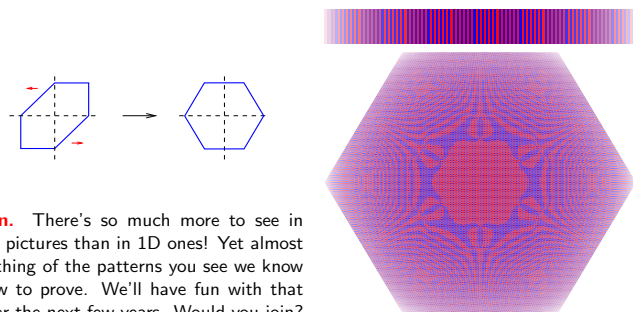 n. There's so much more to see in
pictures than in 1D ones! Yet almost
thing of the patterns you see we know
w to prove. We'll have fun with that
er the next few years. Would you join?